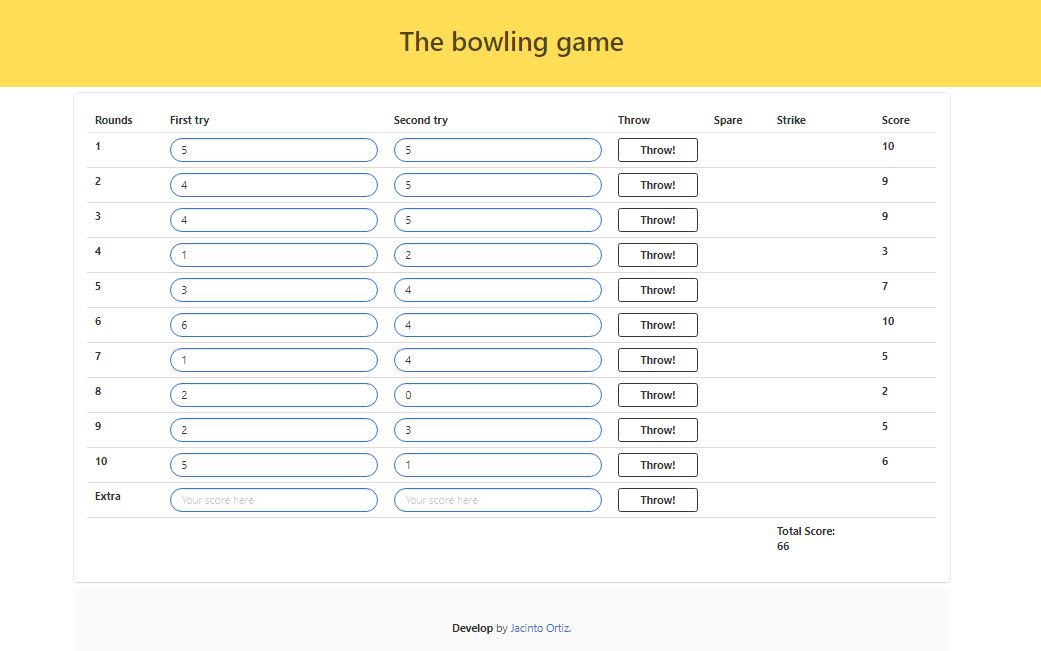 The bowling game
Rounds First try Second try Throw Spare Strike Score
1 5 5 Throw! 10
2 4 5 Throw! 9
3 4 5 Throw! 9
4 1 2 Throw! 3
5 3 4 Throw! 7
6 6 4 Throw! 10
7 1 4 Throw! 5
8 2 0 Throw! 2
9 2 3 Throw! 5
10 5 1 Throw! 6
Extra Your score here Your score here Throw!
Total Score:
66
Develop by Jacinto Ortiz.